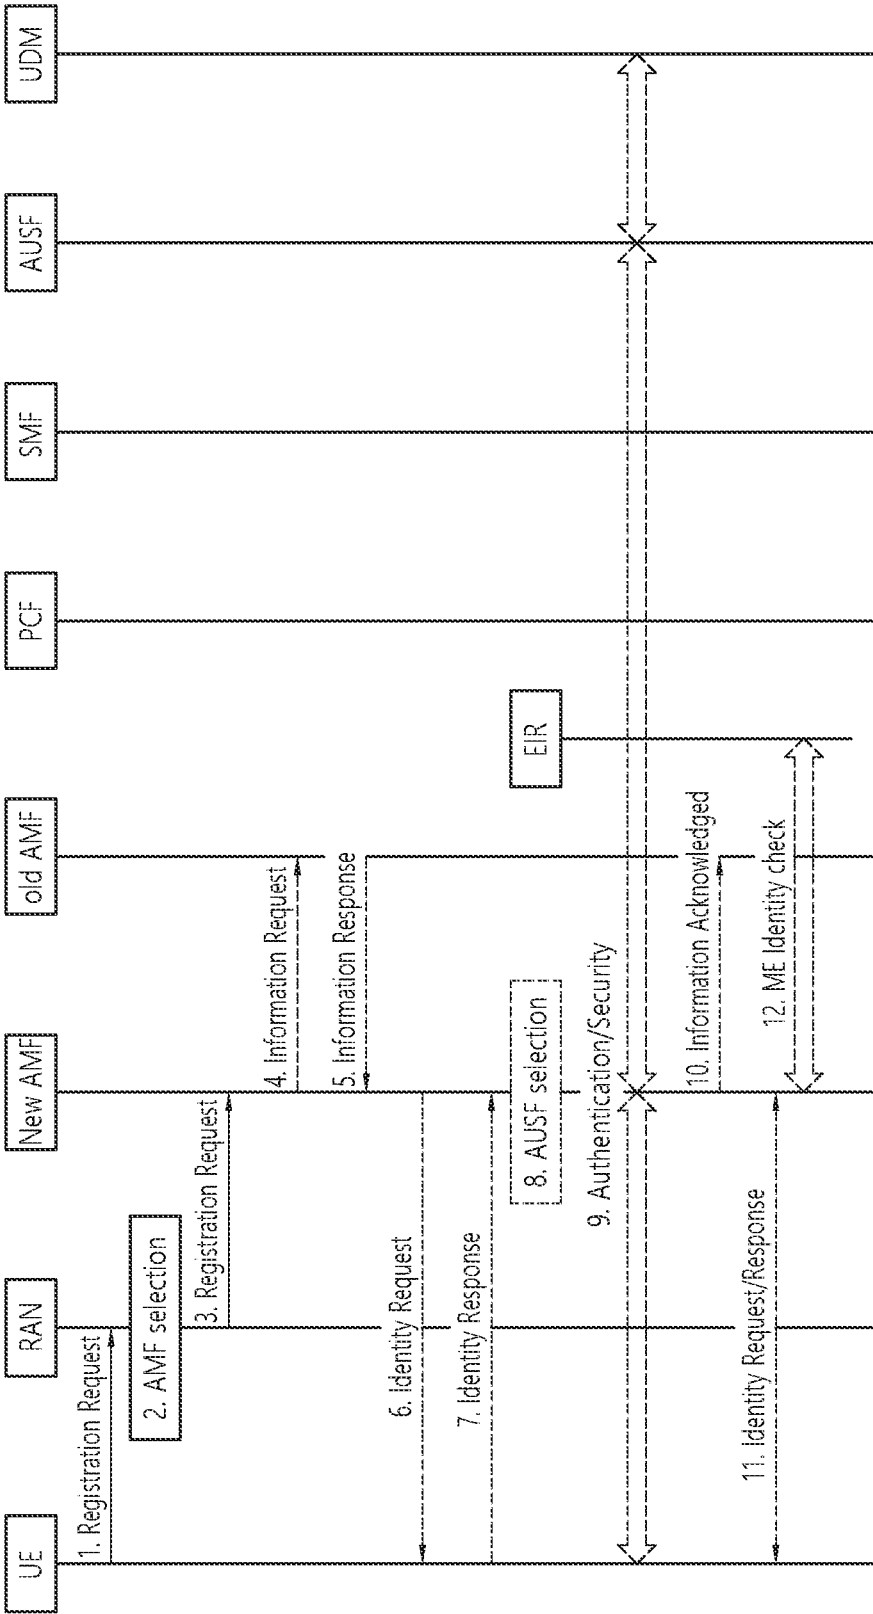 UE
RAN
New AMF
old AMF
PCF
SMF
AUSF
UDM
1. Registration Request
2. AMF selection
3. Registration Request
4. Information Request
5. Information Response
6. Identity Request
7. Identity Response
EIR
8. AUSF selection
9. Authentication/Security
10. Information Acknowledged
11. Identity Request/Response
12. ME Identity check